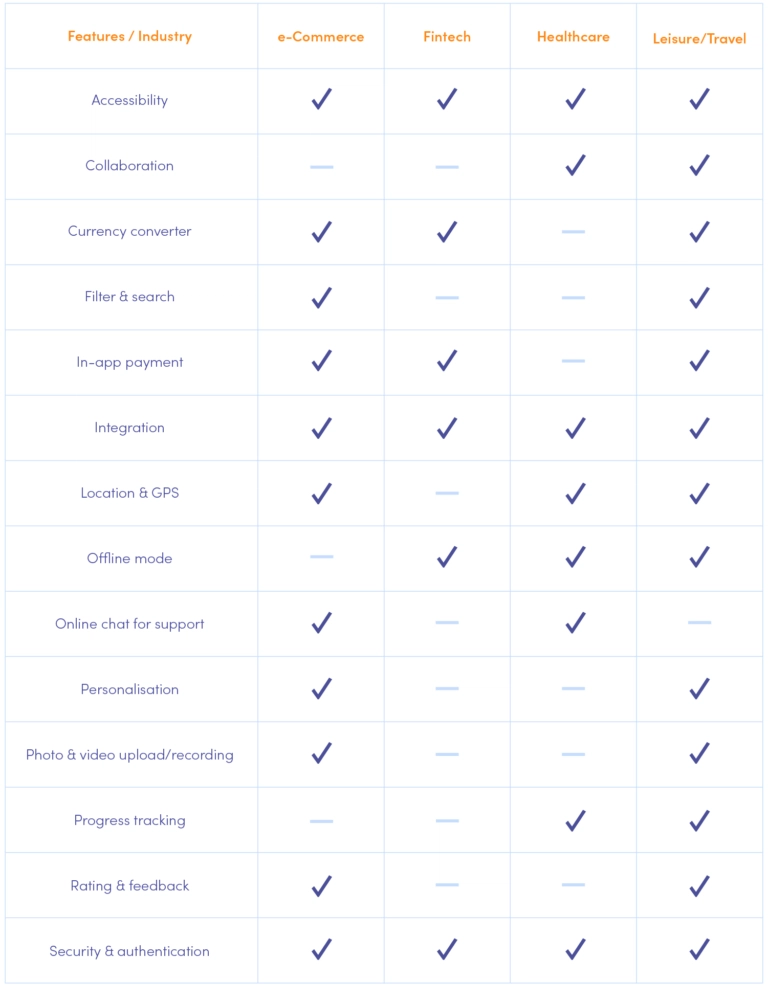 Features / Industry e-Commerce Fintech Healthcare Leisure/Travel
Accessibility
Collaboration
Currency converter
Filter & search
In-app payment
Integration
Location & GPS
Offline mode
Online chat for support
Personalisation
Photo & video upload/recording
Progress tracking
Rating & feedback
Security & authentication